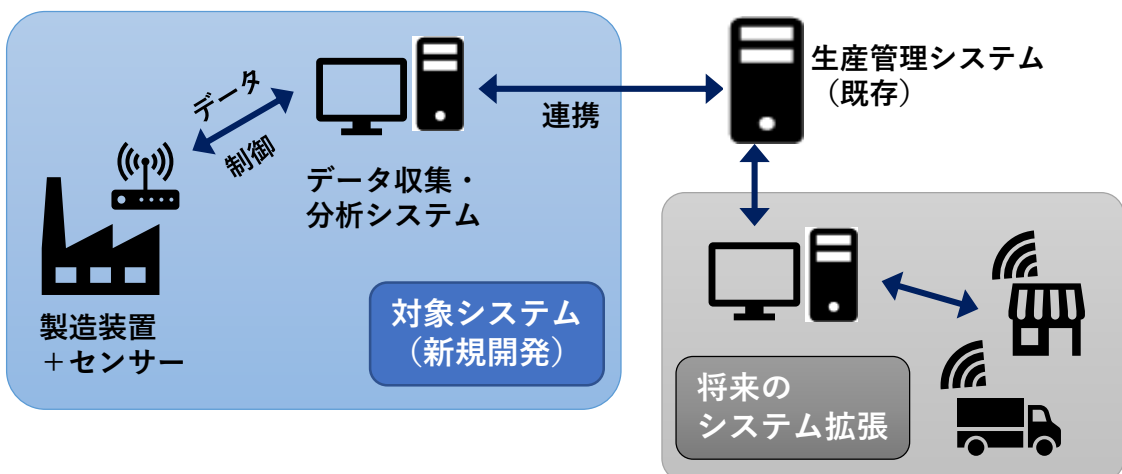 データ
制御
データ収集・
分析システム
製造装置
＋センサー
対象システム
（新規開発）
連携
生産管理システム
（既存）
将来の
システム拡張